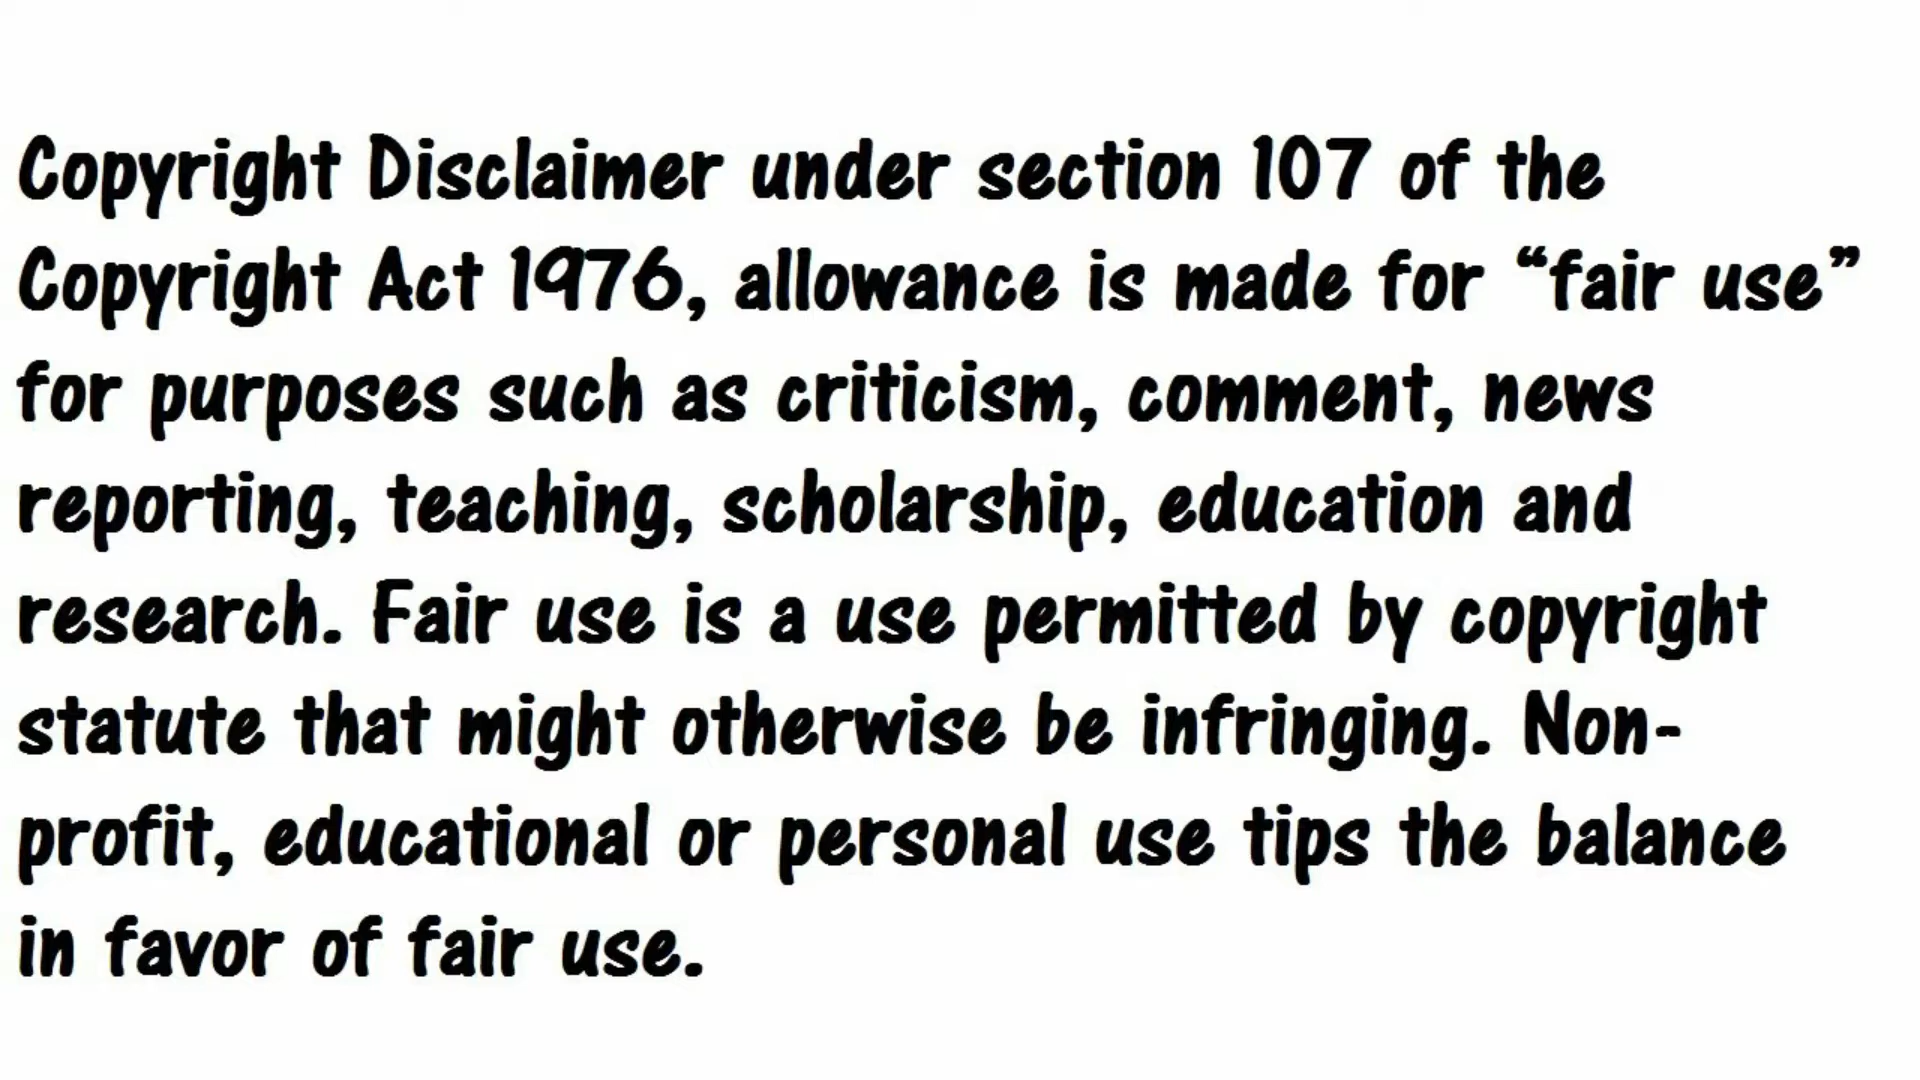 Copyright Disclaimer under section 107 of the
Copyright Act 1976, allowance is made for “fair use”
for purposes such as criticism, comment, news
reporting, teaching, scholarship, education and
research. Fair use is a use permitted by copyright
statute that might otherwise be infringing. Non-
profit, educational or personal use tips the balance
in favor of fair use.